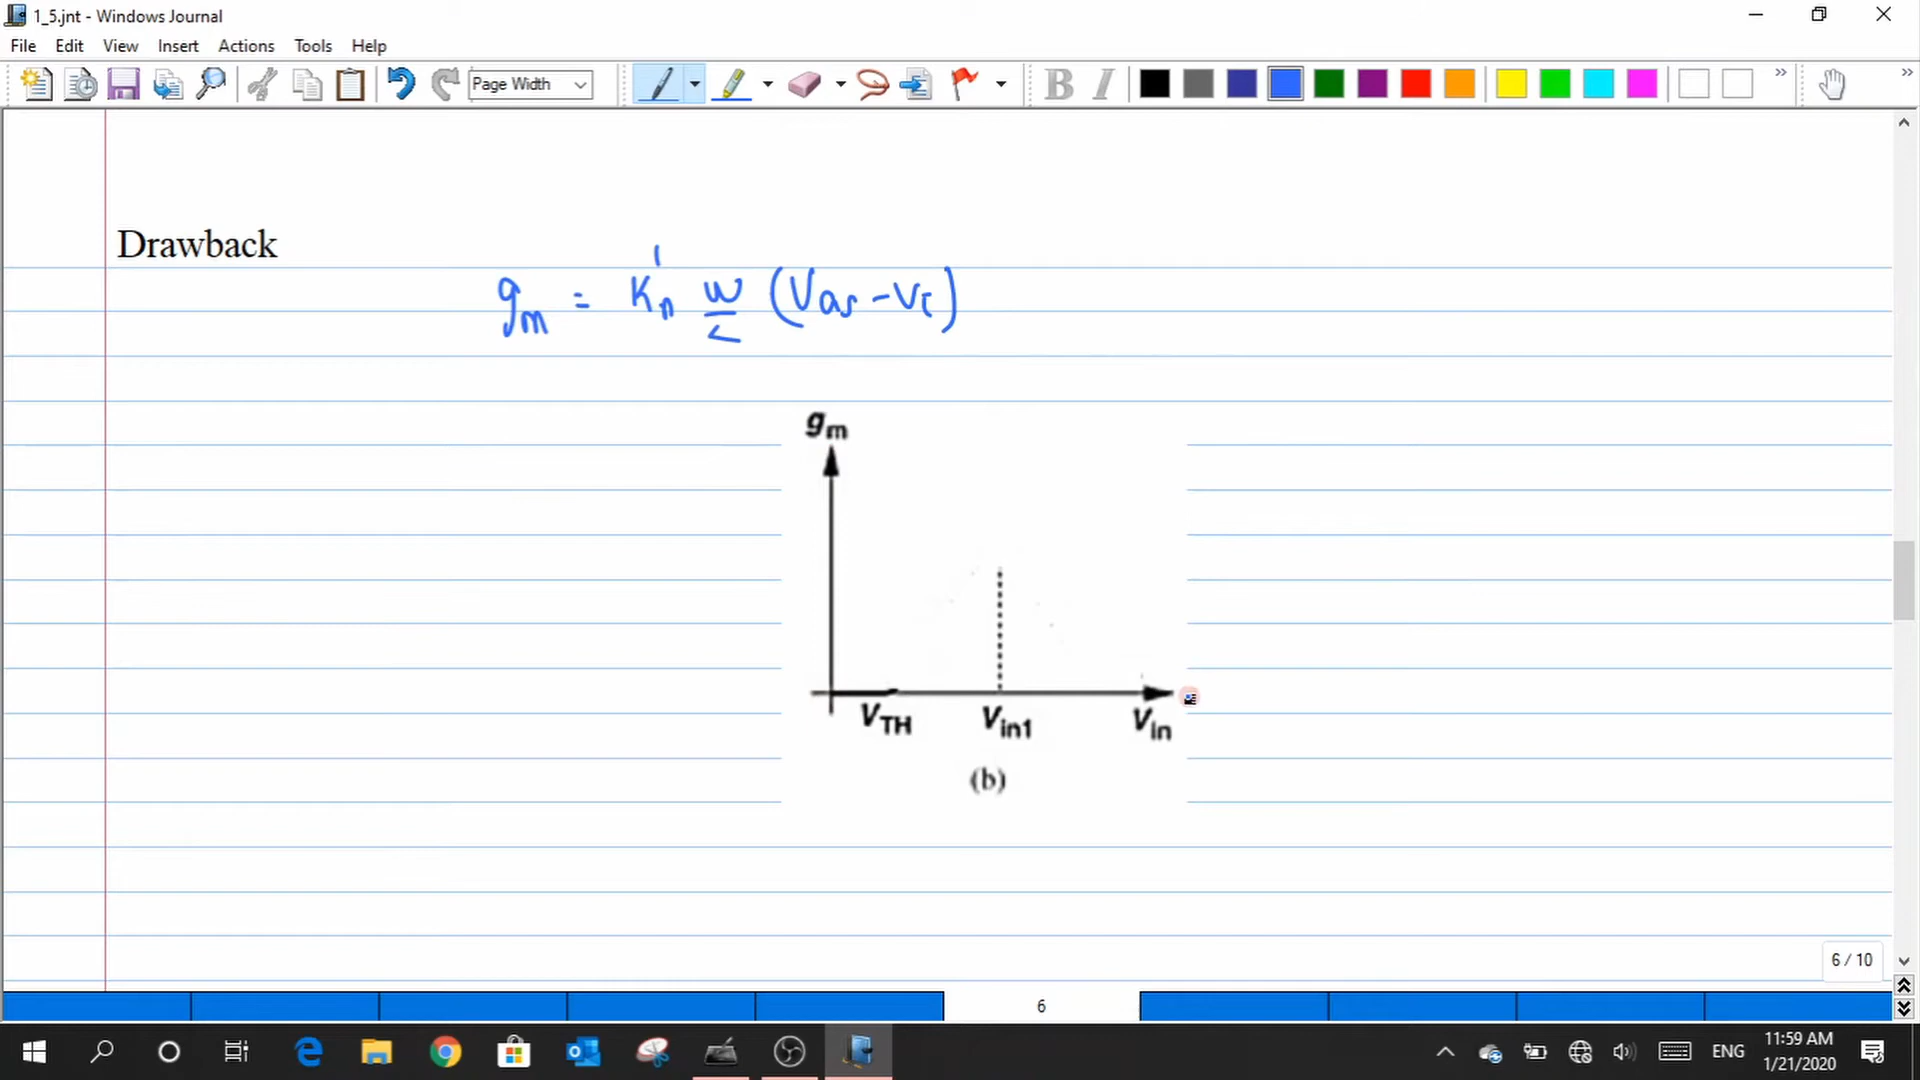 1_5.jnt - Windows Journal
File Edit View Insert Actions Tools Help
Page Width B I
Drawback
gm = Kn' W/L (VGS - Vt)
gm
VTH Vin1 Vin
(b)
6 / 10
6
ENG
11:59 AM
1/21/2020